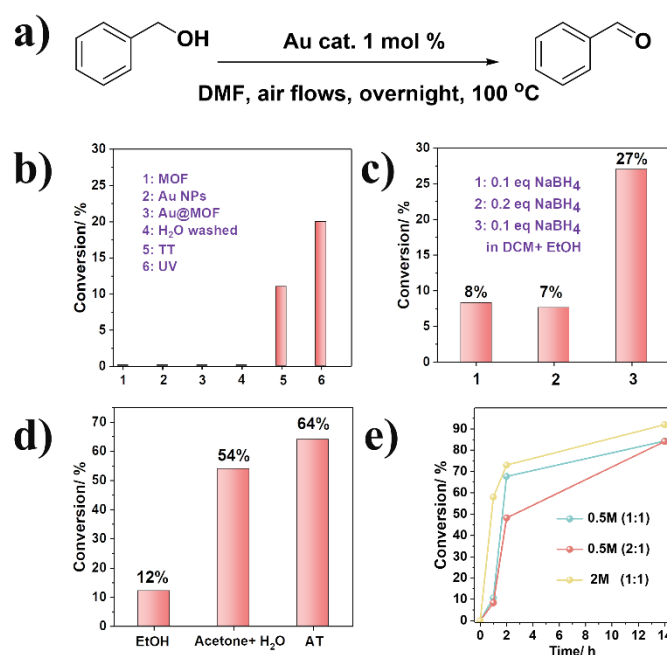 a)
OH
Au cat. 1 mol %
DMF, air flows, overnight, 100 °C
O
b)
Conversion/ %
30
25
20
15
10
5
0
1: MOF
2: Au NPs
3: Au@MOF
4: H₂O washed
5: TT
6: UV
1 2 3 4 5 6
c)
Conversion/ %
30
25
20
15
10
5
0
1: 0.1 eq NaBH₄
2: 0.2 eq NaBH₄
3: 0.1 eq NaBH₄
in DCM+ EtOH
8%
7%
27%
1 2 3
d)
Conversion/ %
70
60
50
40
30
20
10
0
12%
54%
64%
EtOH Acetone+ H₂O AT
e)
Conversion/ %
90
80
70
60
50
40
30
20
10
0
0.5M (1:1)
0.5M (2:1)
2M (1:1)
0 2 4 6 8 10 12 14
Time/ h